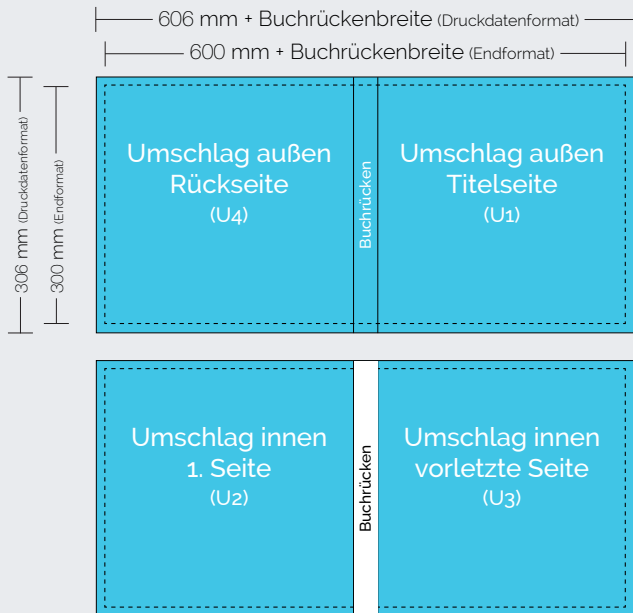 606 mm + Buchrückenbreite (Druckdatenformat)
600 mm + Buchrückenbreite (Endformat)
306 mm (Druckdatenformat)
300 mm (Endformat)
Umschlag außen
Rückseite
(U4)
Buchrücken
Umschlag außen
Titelseite
(U1)
Umschlag innen
1. Seite
(U2)
Buchrücken
Umschlag innen
vorletzte Seite
(U3)